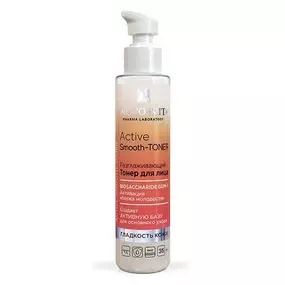 PHARMA LABORATORY
Active
Smooth-TONER
Разглаживающий
Тонер для лица
BIOSACCHARIDE GUM-1
Активация
создает
АКТИВНУЮ БАЗУ
для основного ухода
ГЛАДКОСТЬ КОЖИ